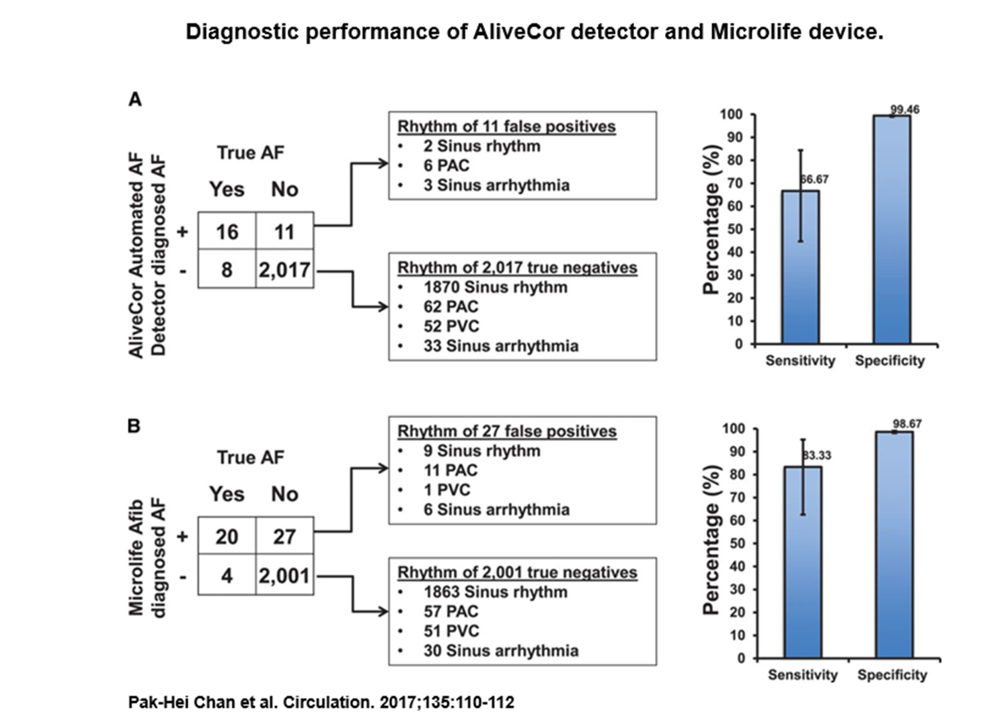 Diagnostic performance of AliveCor detector and Microlife device.
A
AliveCor Automated AF
Detector diagnosed AF
True AF
Yes No
+ 16 11
- 8 2,017
Rhythm of 11 false positives
• 2 Sinus rhythm
• 6 PAC
• 3 Sinus arrhythmia
Rhythm of 2,017 true negatives
• 1870 Sinus rhythm
• 62 PAC
• 52 PVC
• 33 Sinus arrhythmia
Percentage (%)
100
90
80
70
60
50
40
30
20
10
0
66.67
99.46
Sensitivity Specificity
B
Microlife Afib
diagnosed AF
True AF
Yes No
+ 20 27
- 4 2,001
Rhythm of 27 false positives
• 9 Sinus rhythm
• 11 PAC
• 1 PVC
• 6 Sinus arrhythmia
Rhythm of 2,001 true negatives
• 1863 Sinus rhythm
• 57 PAC
• 51 PVC
• 30 Sinus arrhythmia
Percentage (%)
100
90
80
70
60
50
40
30
20
10
0
83.33
98.67
Sensitivity Specificity
Pak-Hei Chan et al. Circulation. 2017;135:110-112